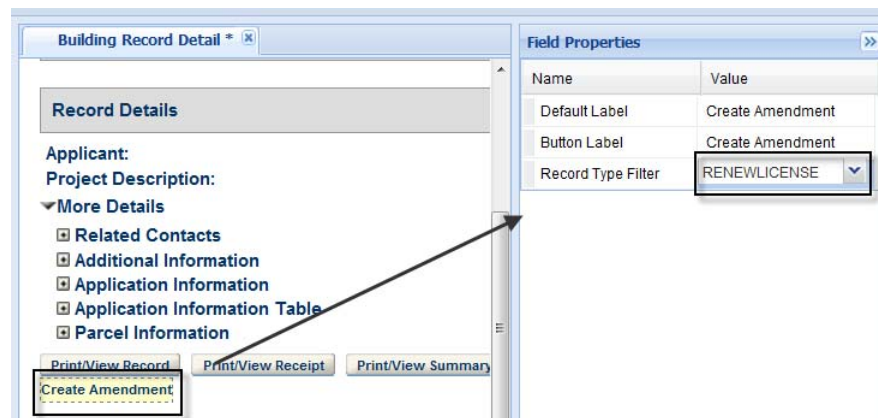 Building Record Detail *
Record Details
Applicant:
Project Description:
More Details
Related Contacts
Additional Information
Application Information
Application Information Table
Parcel Information
Print/View Record Print/View Receipt Print/View Summary
Create Amendment
Field Properties
Name Value
Default Label Create Amendment
Button Label Create Amendment
Record Type Filter RENEWLICENSE